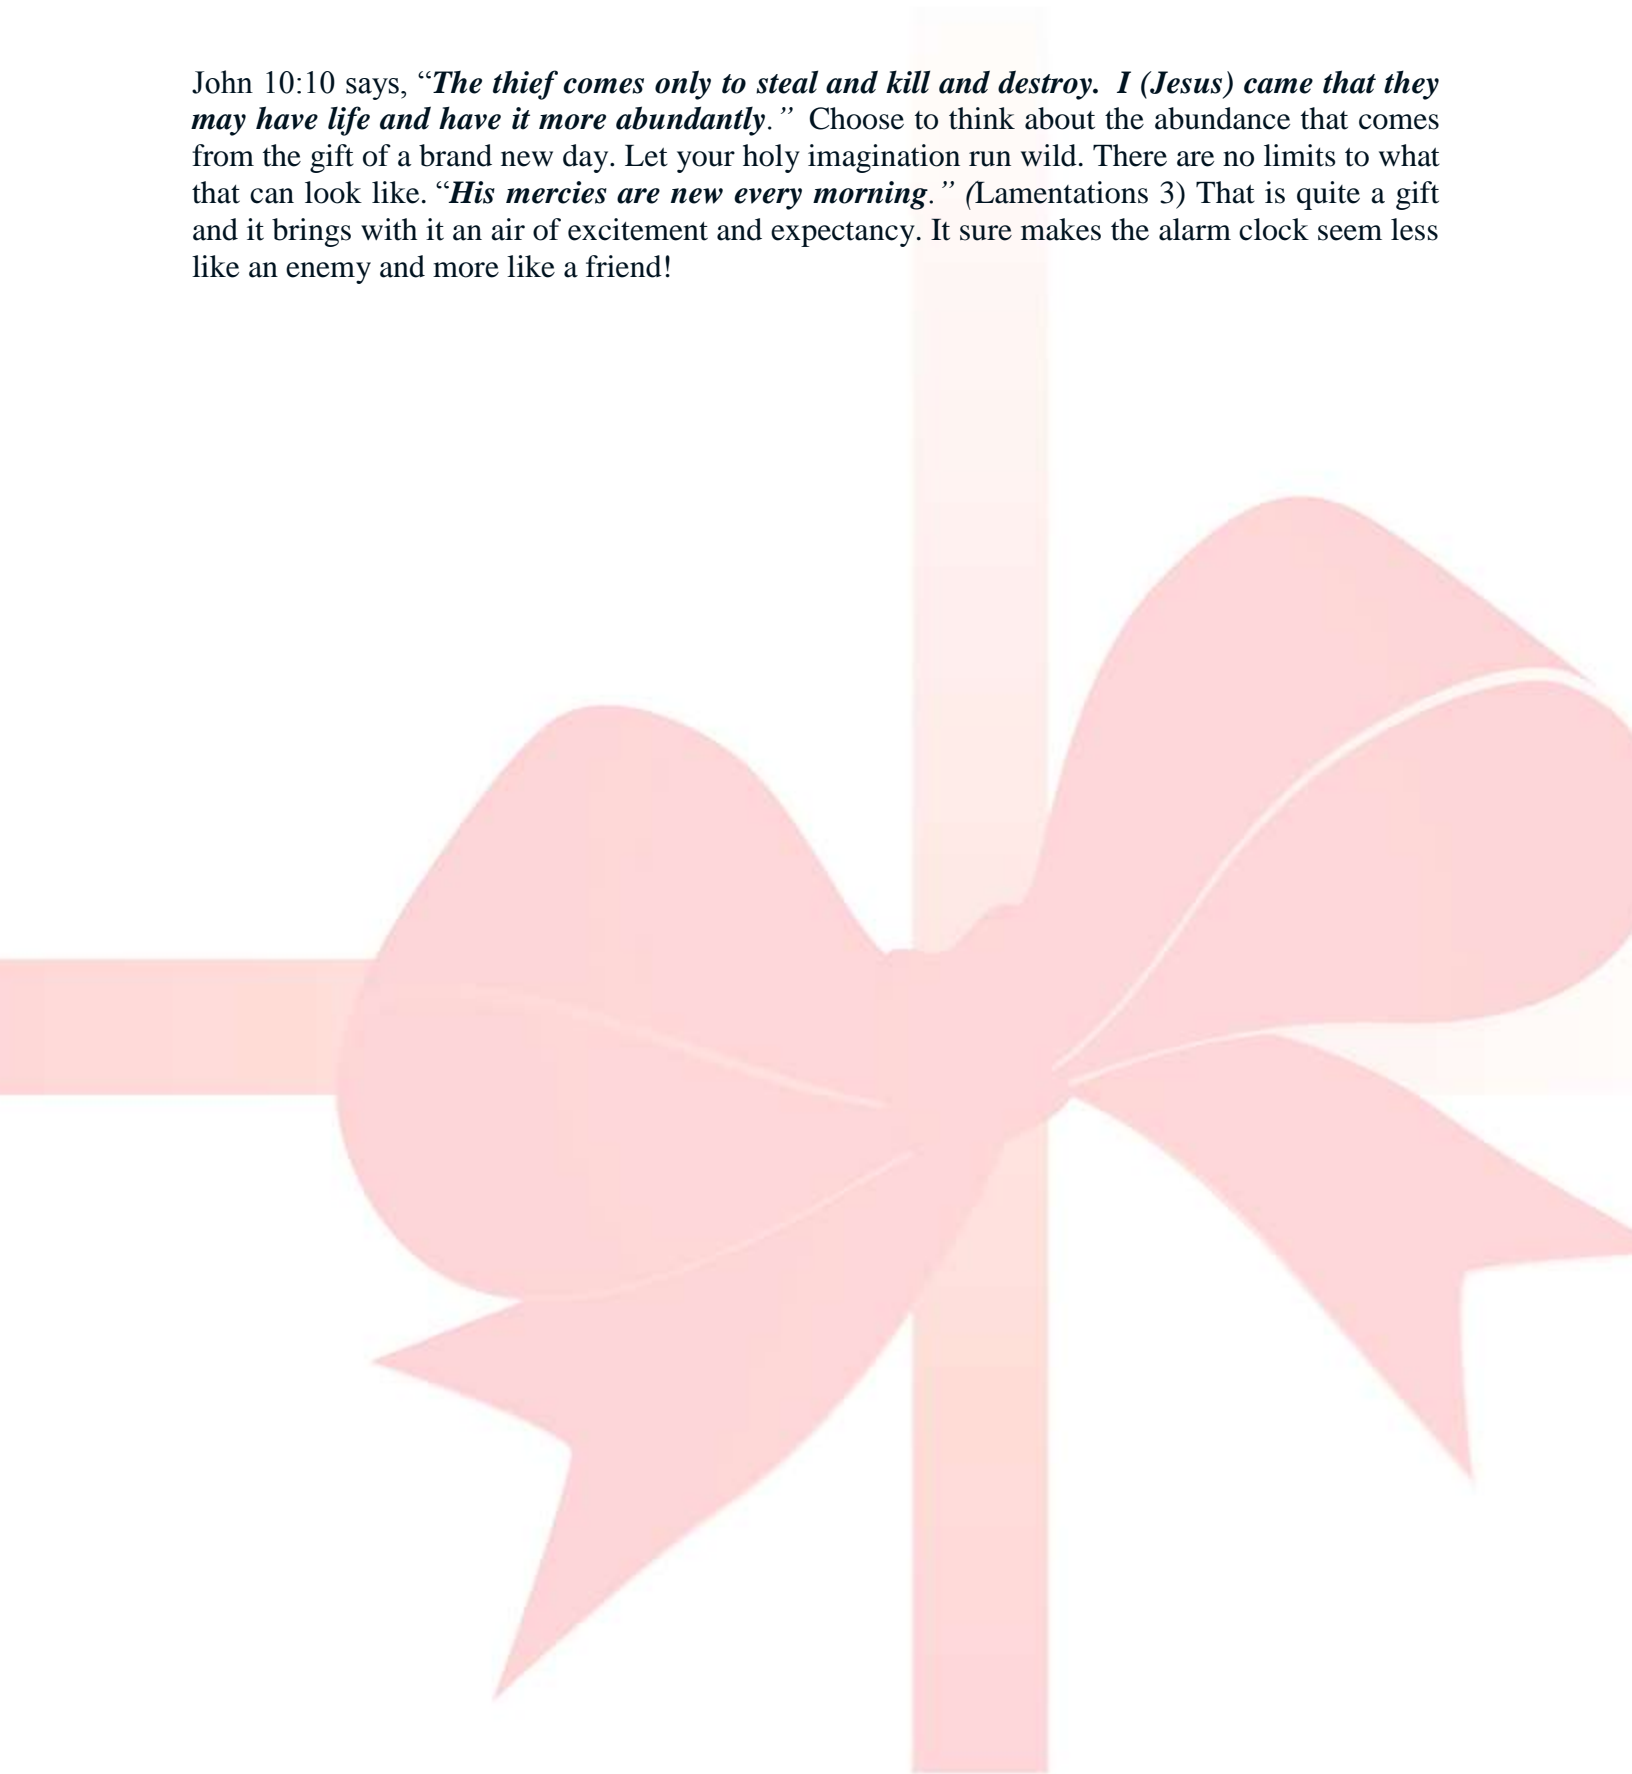 John 10:10 says, “The thief comes only to steal and kill and destroy.  I (Jesus) came that they
may have life and have it more abundantly.”  Choose to think about the abundance that comes
from the gift of a brand new day. Let your holy imagination run wild. There are no limits to what
that can look like. “His mercies are new every morning.” (Lamentations 3) That is quite a gift
and it brings with it an air of excitement and expectancy. It sure makes the alarm clock seem less
like an enemy and more like a friend!